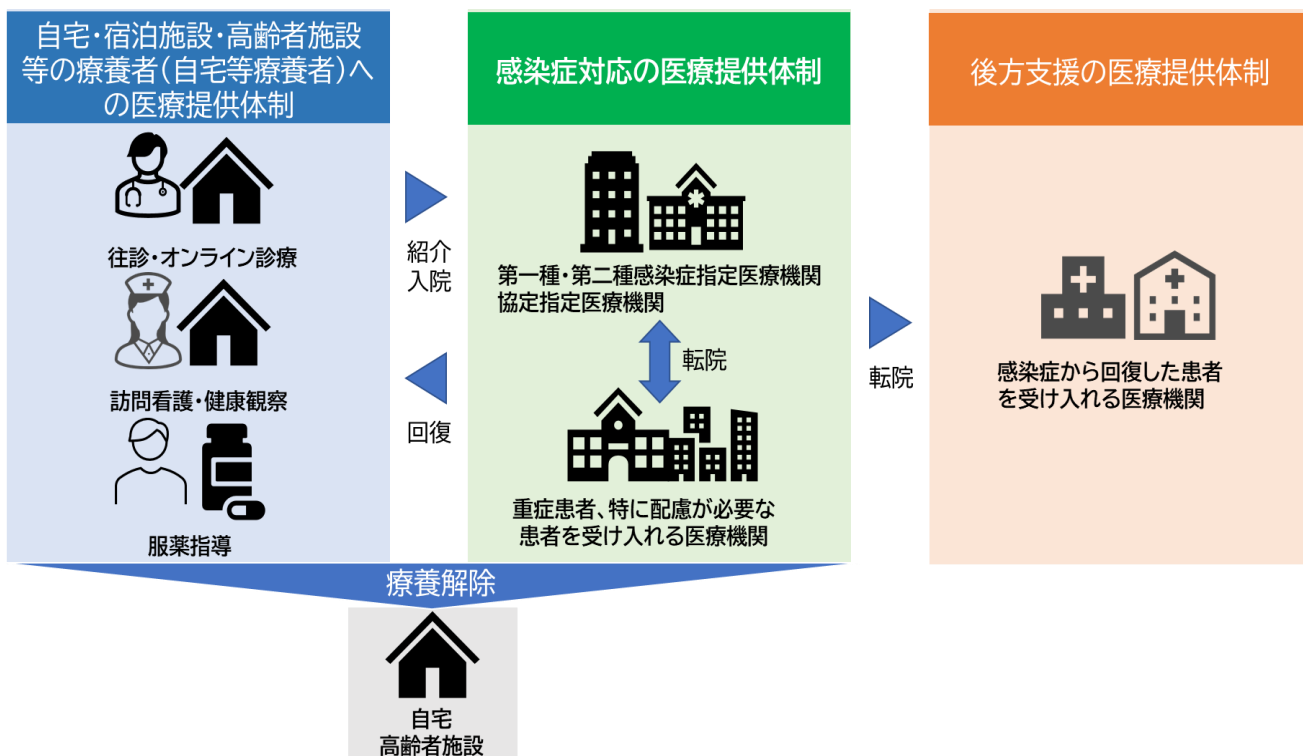 自宅・宿泊施設・高齢者施設
等の療養者(自宅等療養者)へ
の医療提供体制
往診・オンライン診療
訪問看護・健康観察
服薬指導
紹介
入院
回復
感染症対応の医療提供体制
第一種・第二種感染症指定医療機関
協定指定医療機関
転院
重症患者、特に配慮が必要な
患者を受け入れる医療機関
転院
後方支援の医療提供体制
感染症から回復した患者
を受け入れる医療機関
療養解除
自宅
高齢者施設